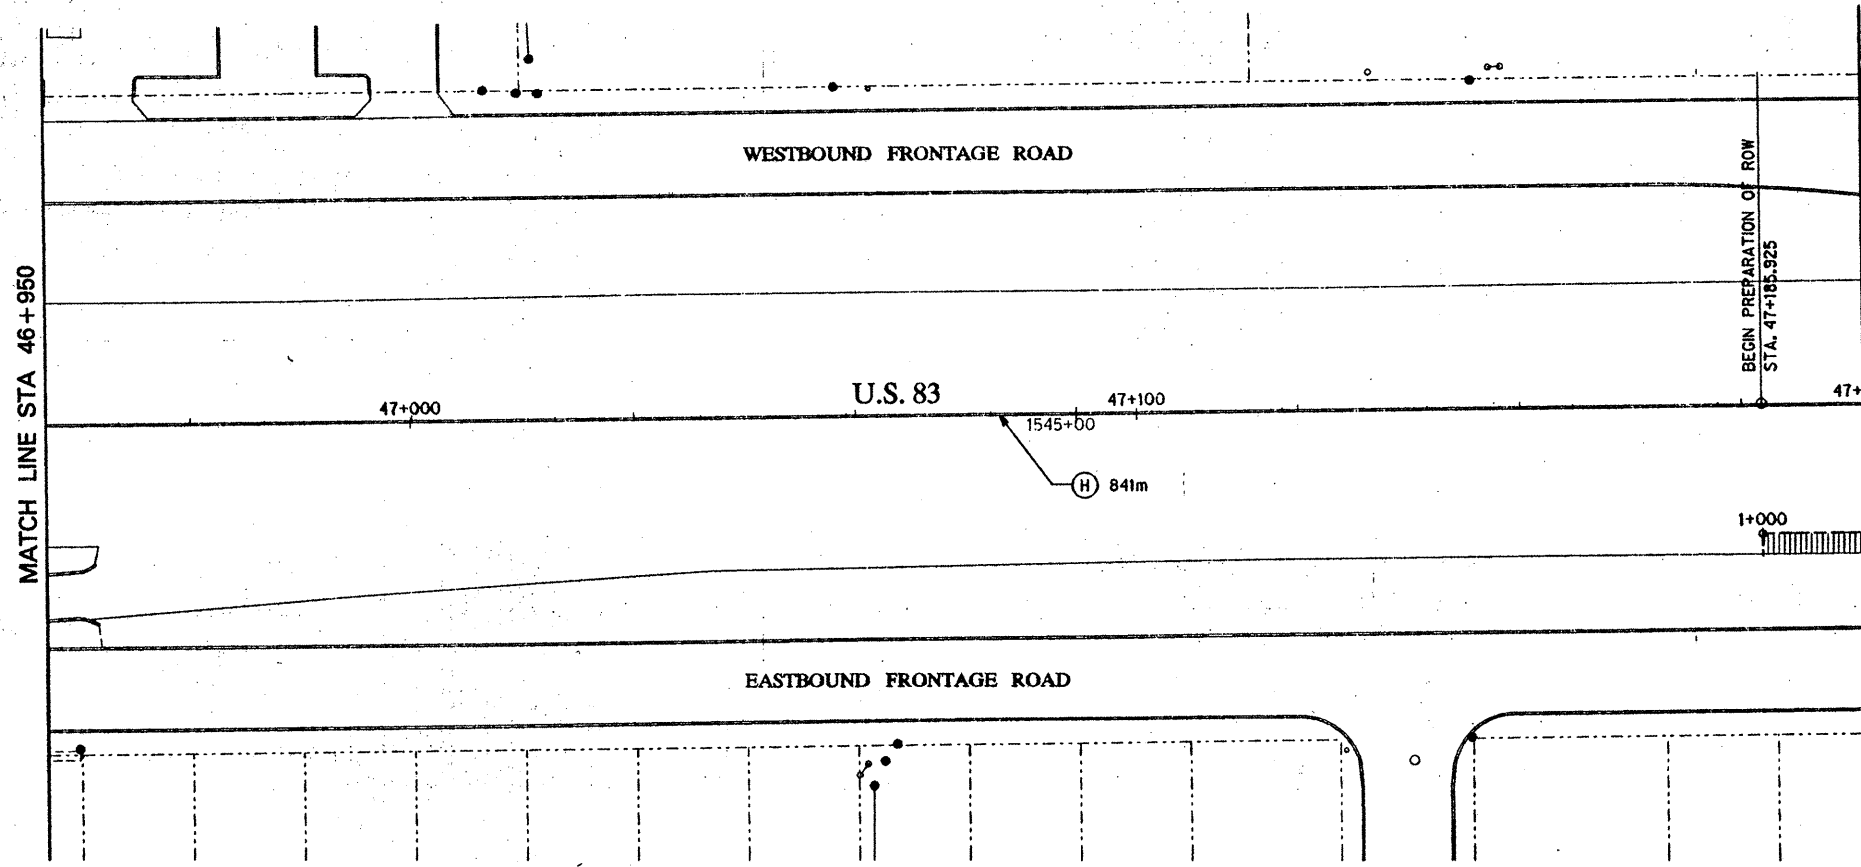 WESTBOUND FRONTAGE ROAD
BEGIN PREPARATION OF ROW
STA. 47+185.925
MATCH LINE STA 46+950
U.S. 83
47+000
47+100
47+
1545+00
H 841m
1+000
EASTBOUND FRONTAGE ROAD